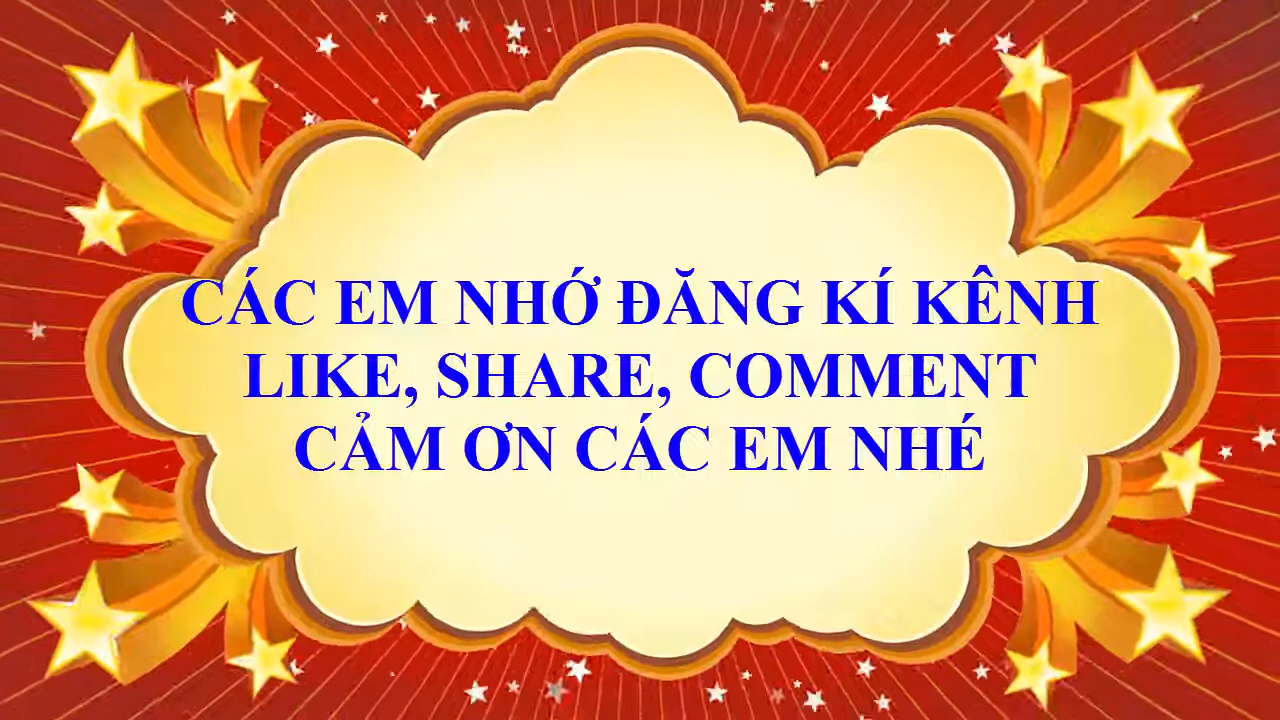 CÁC EM NHỚ ĐĂNG KÍ KÊNH
LIKE, SHARE, COMMENT
CẢM ƠN CÁC EM NHÉ